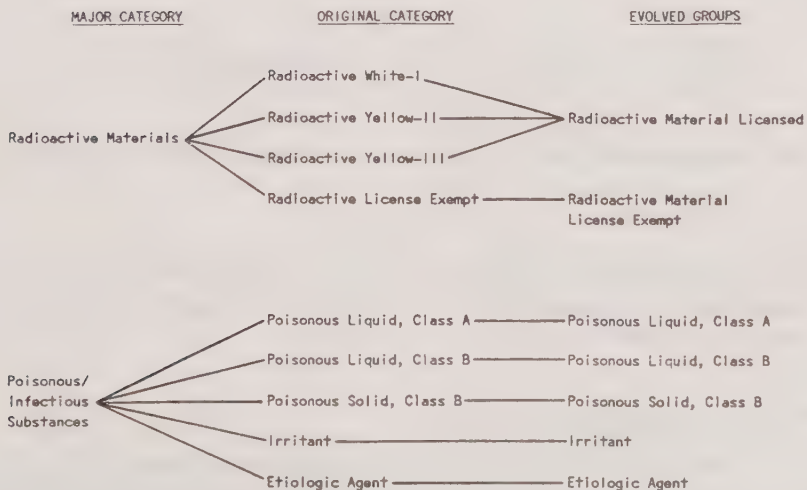 MAJOR CATEGORY ORIGINAL CATEGORY EVOLVED GROUPS
Radioactive White-I
Radioactive Yellow-II Radioactive Material Licensed
Radioactive Materials
Radioactive Yellow-III
Radioactive License Exempt Radioactive Material
License Exempt
Poisonous Liquid, Class A Poisonous Liquid, Class A
Poisonous Liquid, Class B Poisonous Liquid, Class B
Poisonous/
Infectious
Substances
Poisonous Solid, Class B Poisonous Solid, Class B
Irritant Irritant
Etiologic Agent Etiologic Agent